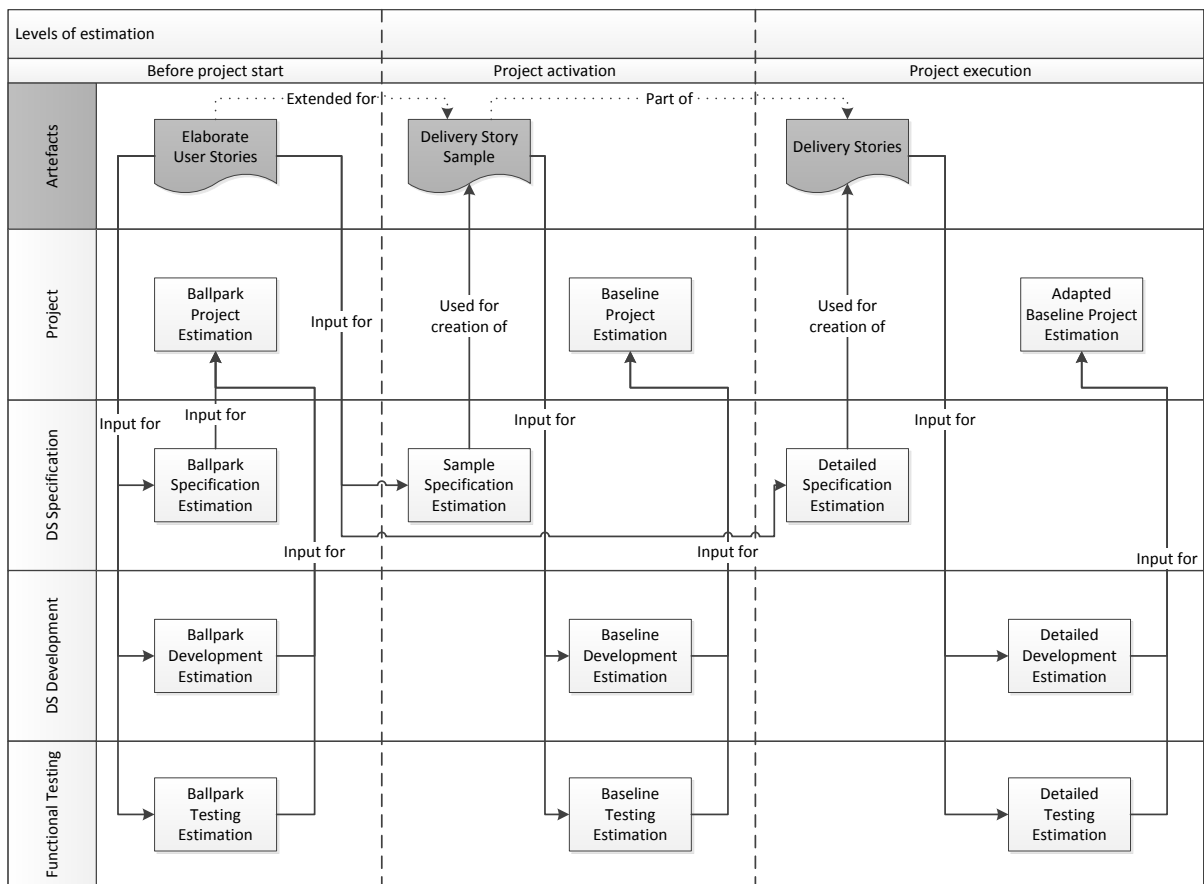 Levels of estimation
Before project start
Project activation
Project execution
Artefacts
Extended for
Part of
Elaborate
User Stories
Delivery Story
Sample
Delivery Stories
Project
Ballpark
Project
Estimation
Input for
Used for
creation of
Baseline
Project
Estimation
Used for
creation of
Adapted
Baseline Project
Estimation
DS Specification
Input for
Input for
Input for
Input for
Ballpark
Specification
Estimation
Sample
Specification
Estimation
Detailed
Specification
Estimation
Input for
Input for
Input for
DS Development
Ballpark
Development
Estimation
Baseline
Development
Estimation
Detailed
Development
Estimation
Functional Testing
Ballpark
Testing
Estimation
Baseline
Testing
Estimation
Detailed
Testing
Estimation